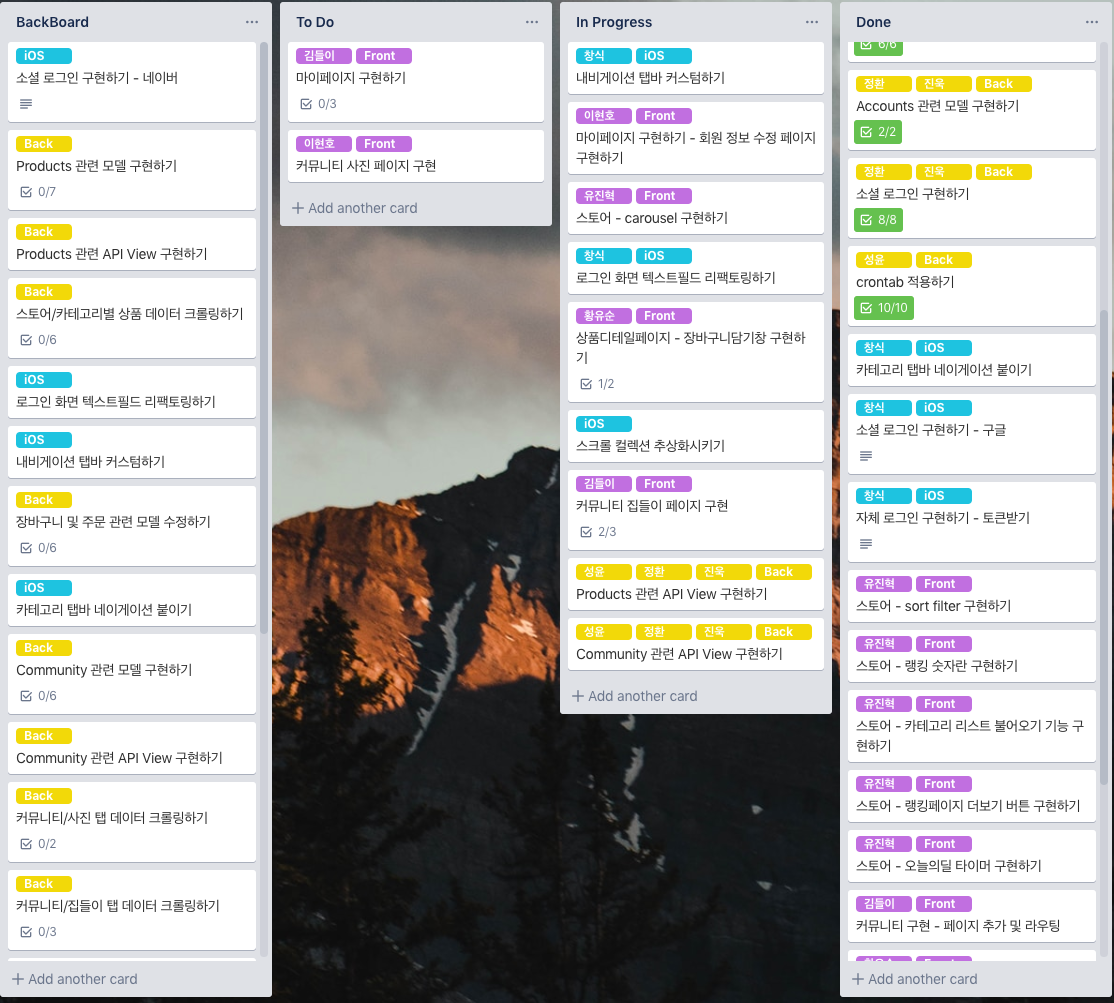 BackBoard
iOS
소셜 로그인 구현하기 - 네이버
Back
Products 관련 모델 구현하기
0/7
Back
Products 관련 API View 구현하기
Back
스토어/카테고리별 상품 데이터 크롤링하기
0/6
iOS
로그인 화면 텍스트필드 리팩토링하기
iOS
내비게이션 탭바 커스텀하기
Back
장바구니 및 주문 관련 모델 수정하기
0/6
iOS
카테고리 탭바 네이게이션 붙이기
Back
Community 관련 모델 구현하기
0/6
Back
Community 관련 API View 구현하기
Back
커뮤니티/사진 탭 데이터 크롤링하기
0/2
Back
커뮤니티/집들이 탭 데이터 크롤링하기
0/3
+ Add another card
To Do
김들이 Front
마이페이지 구현하기
0/3
이현호 Front
커뮤니티 사진 페이지 구현
+ Add another card
In Progress
창식 iOS
내비게이션 탭바 커스텀하기
이현호 Front
마이페이지 구현하기 - 회원 정보 수정 페이지
구현하기
유진혁 Front
스토어 - carousel 구현하기
창식 iOS
로그인 화면 텍스트필드 리팩토링하기
황유순 Front
상품디테일페이지 - 장바구니담기창 구현하
기
1/2
iOS
스크롤 컬렉션 추상화시키기
김들이 Front
커뮤니티 집들이 페이지 구현
2/3
성윤 정환 진욱 Back
Products 관련 API View 구현하기
성윤 정환 진욱 Back
Community 관련 API View 구현하기
+ Add another card
Done
6/6
정환 진욱 Back
Accounts 관련 모델 구현하기
2/2
정환 진욱 Back
소셜 로그인 구현하기
8/8
성윤 Back
crontab 적용하기
10/10
창식 iOS
카테고리 탭바 네이게이션 붙이기
창식 iOS
소셜 로그인 구현하기 - 구글
창식 iOS
자체 로그인 구현하기 - 토큰받기
유진혁 Front
스토어 - sort filter 구현하기
유진혁 Front
스토어 - 랭킹 숫자란 구현하기
유진혁 Front
스토어 - 카테고리 리스트 불어오기 기능 구
현하기
유진혁 Front
스토어 - 랭킹페이지 더보기 버튼 구현하기
유진혁 Front
스토어 - 오늘의딜 타이머 구현하기
김들이 Front
커뮤니티 구현 - 페이지 추가 및 라우팅
+ Add another card